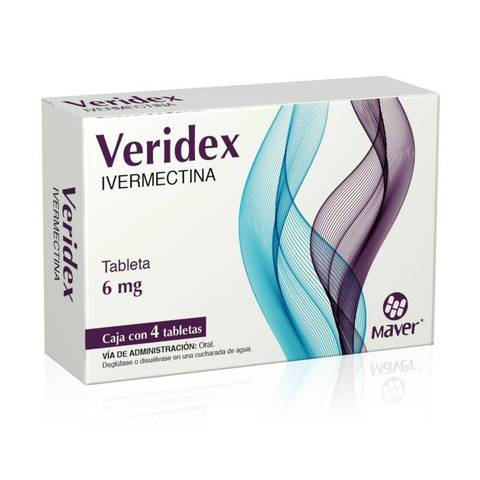 Veridex
IVERMECTINA
Veridex
IVERMECTINA
Veridex
IVERMECTINA
Tableta
6 mg
Caja con 4 tabletas
VÍA DE ADMINISTRACIÓN: Oral.
Deglútase o disuélvase en una cucharada de agua.
Maver